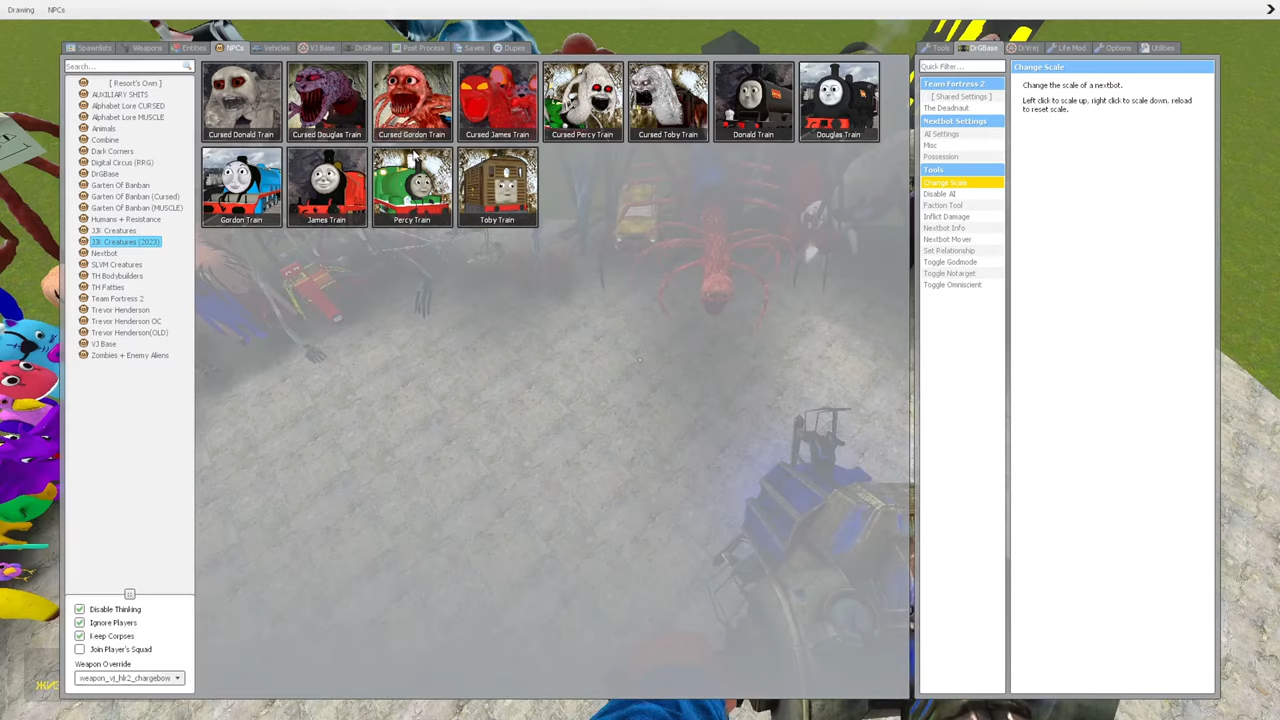 Drawing NPCs
Spawnlists Weapons Entities NPCs Vehicles VJ Base DrGBase Post Process Saves Dupes
Search...
[ Resort's Own ]
AUXILIARY SHITS
Alphabet Lore CURSED
Alphabet Lore MUSCLE
Animals
Combine
Dark Corners
Digital Circus (RRG)
DrGBase
Garten Of Banban
Garten Of Banban (Cursed)
Garten Of Banban (MUSCLE)
Humans + Resistance
JJK Creatures
JJK Creatures (2023)
Nextbot
SLVM Creatures
TH Bodybuilders
TH Fatties
Team Fortress 2
Trevor Henderson
Trevor Henderson OC
Trevor Henderson(OLD)
VJ Base
Zombies + Enemy Aliens
Disable Thinking
Ignore Players
Keep Corpses
Join Player's Squad
Weapon Override
weapon_vj_hlr2_chargebow
Cursed Donald Train Cursed Douglas Train Cursed Gordon Train Cursed James Train Cursed Percy Train Cursed Toby Train Donald Train Douglas Train
Gordon Train James Train Percy Train Toby Train
Tools DrGBase DrVrej Life Mod Options Utilities
Quick Filter...
Team Fortress 2
[ Shared Settings ]
The Deadnaut
Nextbot Settings
AI Settings
Misc
Possession
Tools
Change Scale
Disable AI
Faction Tool
Inflict Damage
Nextbot Info
Nextbot Mover
Set Relationship
Toggle Godmode
Toggle Notarget
Toggle Omniscient
Change Scale
Change the scale of a nextbot.
Left click to scale up, right click to scale down, reload
to reset scale.